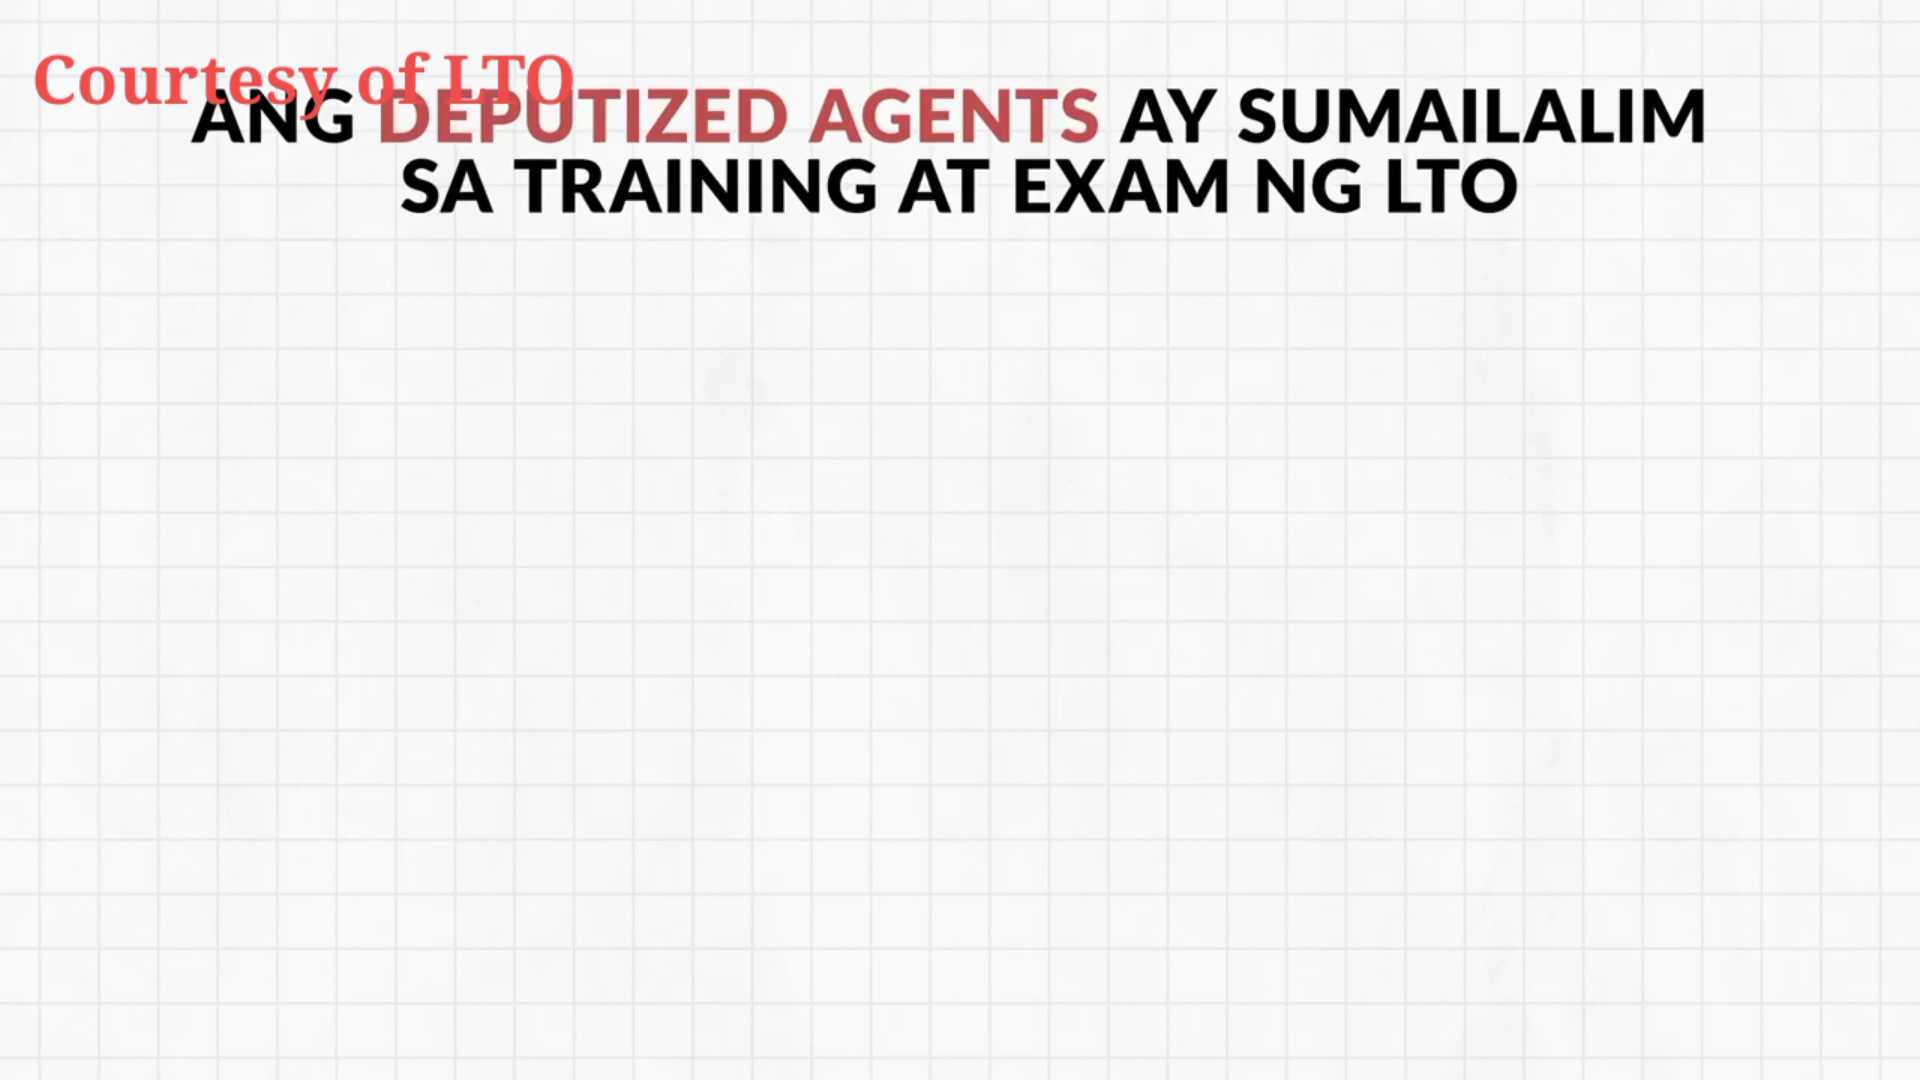 Courtesy of LTO
ANG DEPUTIZED AGENTS AY SUMAILALIM
SA TRAINING AT EXAM NG LTO